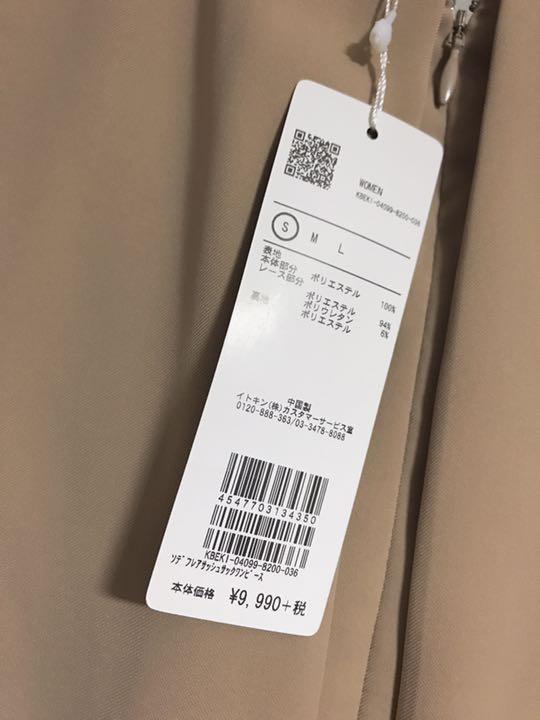 WOMEN
KBEKI-04099-8200-036
S M L
表地
本体部分 ポリエステル 100%
レース部分 ポリエステル 94%
ポリウレタン 6%
裏地 ポリエステル
中国製
イトキン(株)カスタマーサービス室
0120-888-363/03-3478-8088
4547703134350
KBEKI-04099-8200-036
ソデフレアサッシュサックワンピース
本体価格 ¥9,990+税